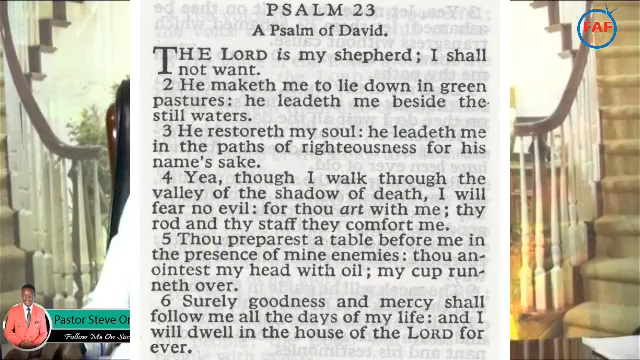 PSALM 23
A Psalm of David.
THE LORD is my shepherd; I shall
not want.
2 He maketh me to lie down in green
pastures: he leadeth me beside the
still waters.
3 He restoreth my soul: he leadeth me
in the paths of righteousness for his
name's sake.
4 Yea, though I walk through the
valley of the shadow of death, I will
fear no evil: for thou art with me; thy
rod and thy staff they comfort me.
5 Thou preparest a table before me in
the presence of mine enemies: thou an-
ointest my head with oil; my cup run-
neth over.
6 Surely goodness and mercy shall
follow me all the days of my life: and I
will dwell in the house of the LORD for
ever.
FAF
Pastor Steve
Follow Me On